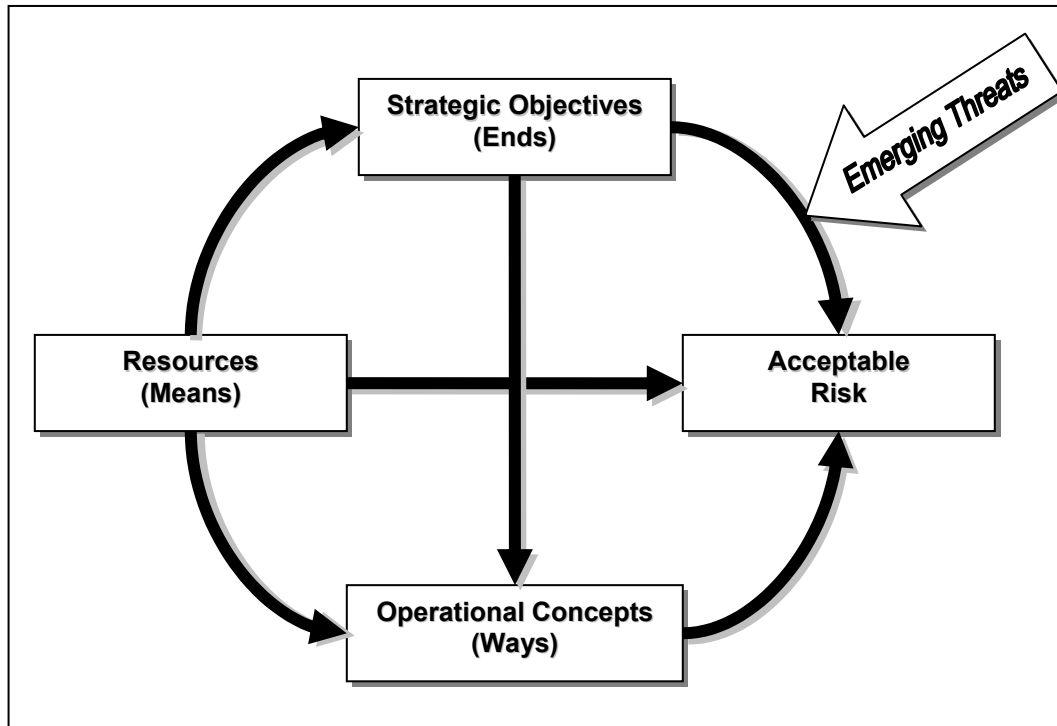 Strategic Objectives
(Ends)
Emerging Threats
Resources
(Means)
Acceptable
Risk
Operational Concepts
(Ways)